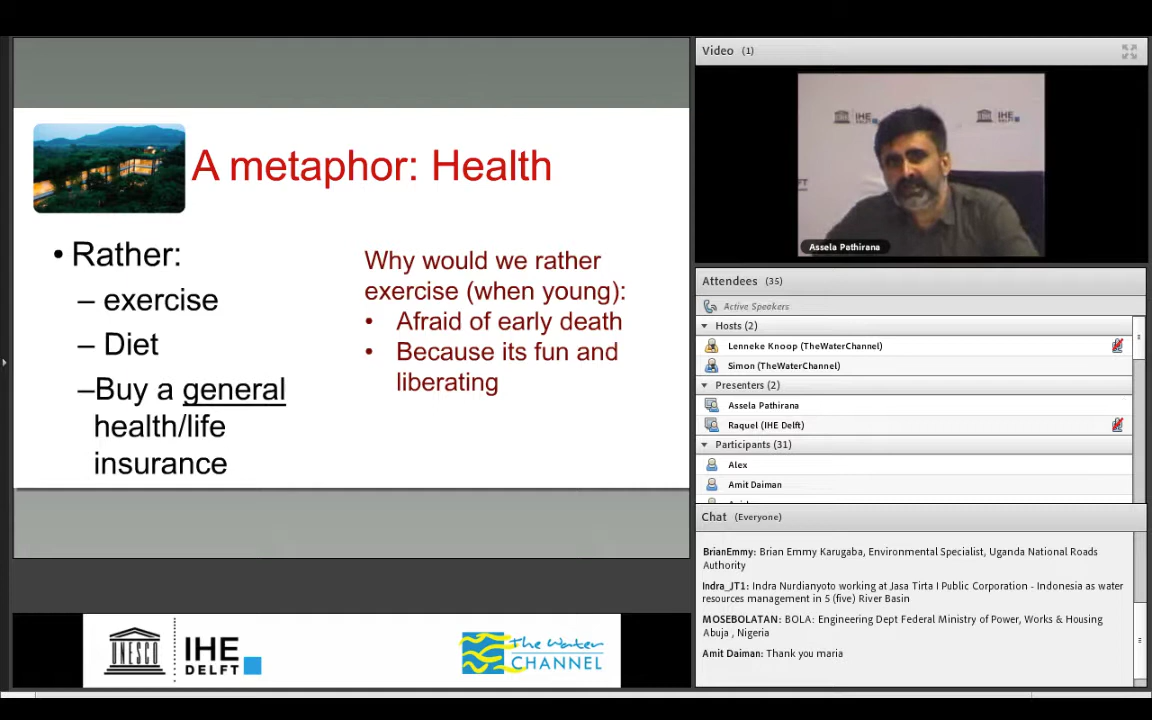 A metaphor: Health
• Rather:
– exercise
– Diet
–Buy a general
health/life
insurance
Why would we rather
exercise (when young):
• Afraid of early death
• Because its fun and
liberating
UNESCO
IHE
DELFT
the Water
CHANNEL
Video (1)
IHE
DELFT
IHE
DELFT
Assela Pathirana
Attendees (35)
Active Speakers
Hosts (2)
Lenneke Knoop (TheWaterChannel)
Simon (TheWaterChannel)
Presenters (2)
Assela Pathirana
Raquel (IHE Delft)
Participants (31)
Alex
Amit Daiman
Chat (Everyone)
BrianEmmy: Brian Emmy Karugaba, Environmental Specialist, Uganda National Roads
Authority
Indra_JT1: Indra Nurdianyoto working at Jasa Tirta I Public Corporation - Indonesia as water
resources management in 5 (five) River Basin
MOSEBOLATAN: BOLA: Engineering Dept Federal Ministry of Power, Works & Housing
Abuja , Nigeria
Amit Daiman: Thank you maria